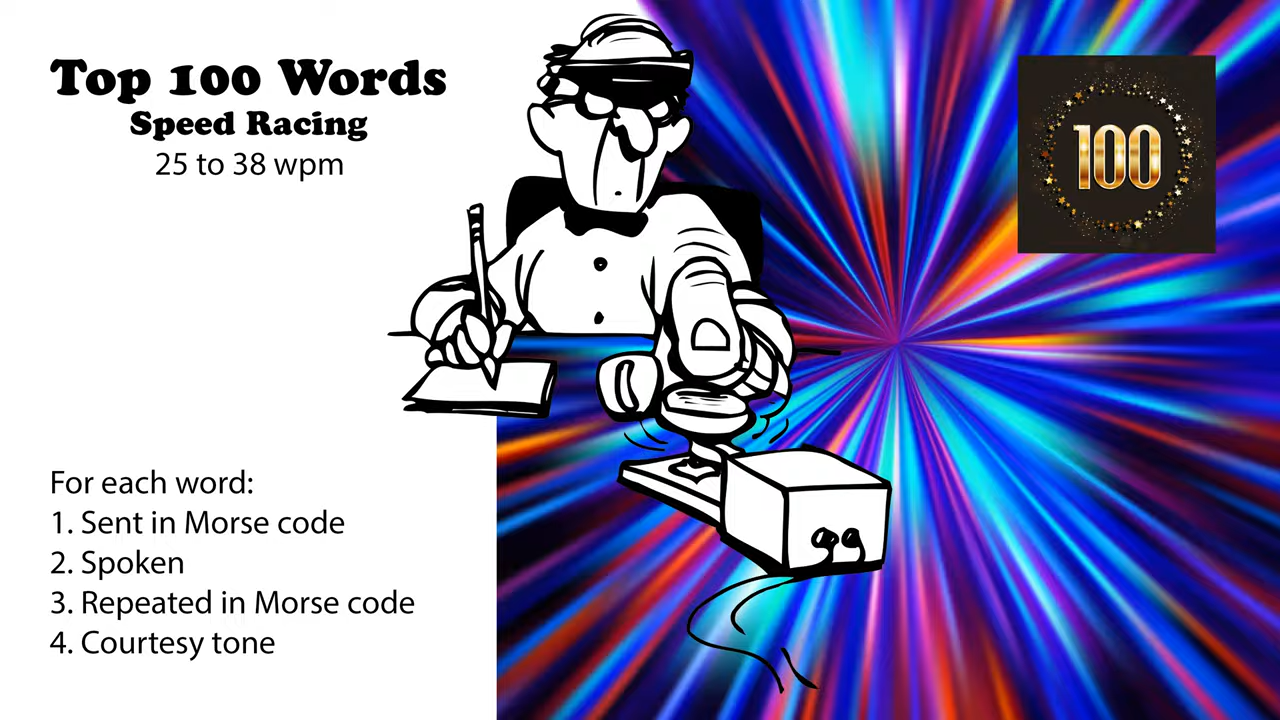 Top 100 Words
Speed Racing
25 to 38 wpm
100
For each word:
1. Sent in Morse code
2. Spoken
3. Repeated in Morse code
4. Courtesy tone